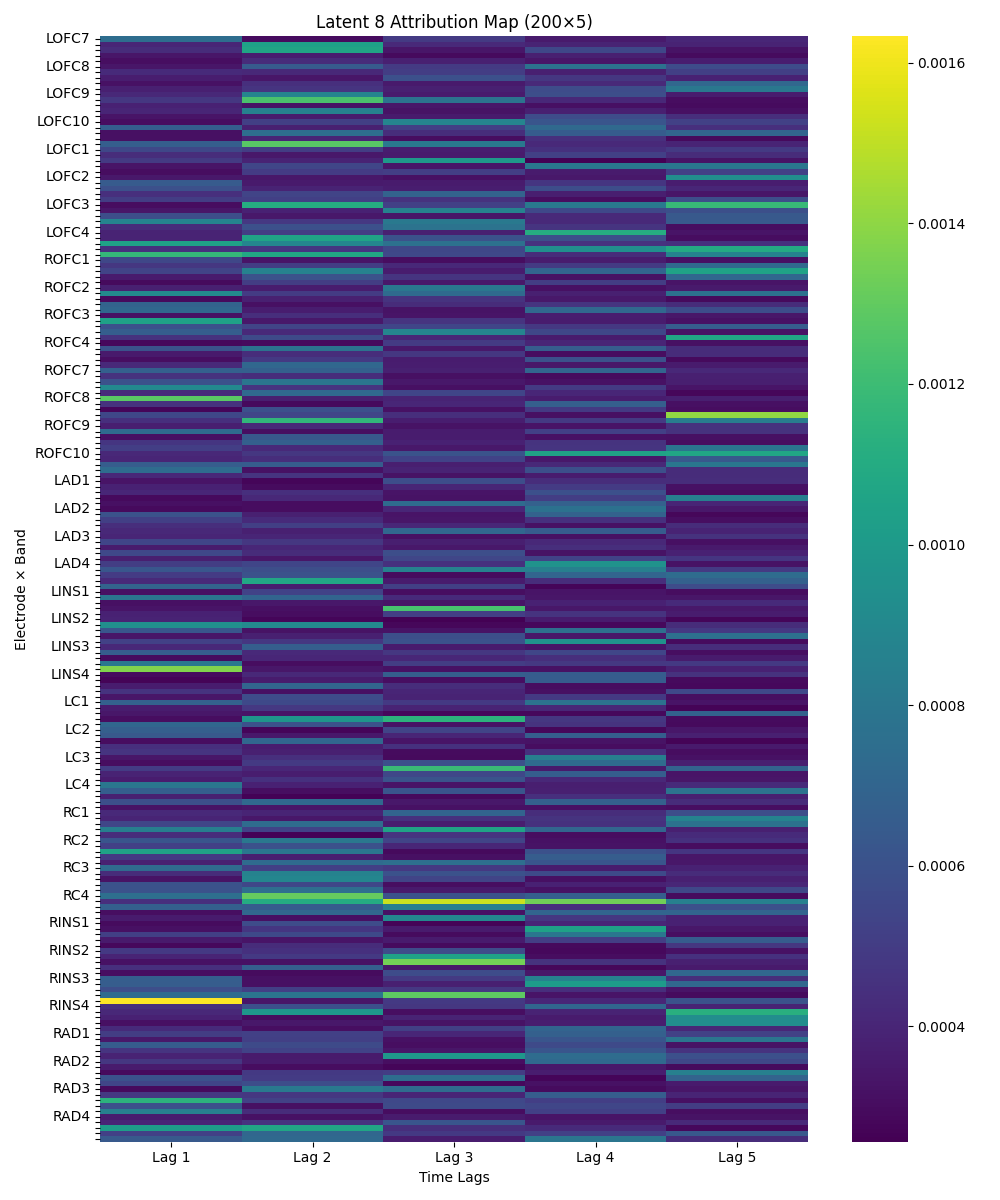 Latent 8 Attribution Map (200×5)
Electrode × Band
LOFC7
LOFC8
LOFC9
LOFC10
LOFC1
LOFC2
LOFC3
LOFC4
ROFC1
ROFC2
ROFC3
ROFC4
ROFC7
ROFC8
ROFC9
ROFC10
LAD1
LAD2
LAD3
LAD4
LINS1
LINS2
LINS3
LINS4
LC1
LC2
LC3
LC4
RC1
RC2
RC3
RC4
RINS1
RINS2
RINS3
RINS4
RAD1
RAD2
RAD3
RAD4
Lag 1 Lag 2 Lag 3 Lag 4 Lag 5
Time Lags
0.0016
0.0014
0.0012
0.0010
0.0008
0.0006
0.0004